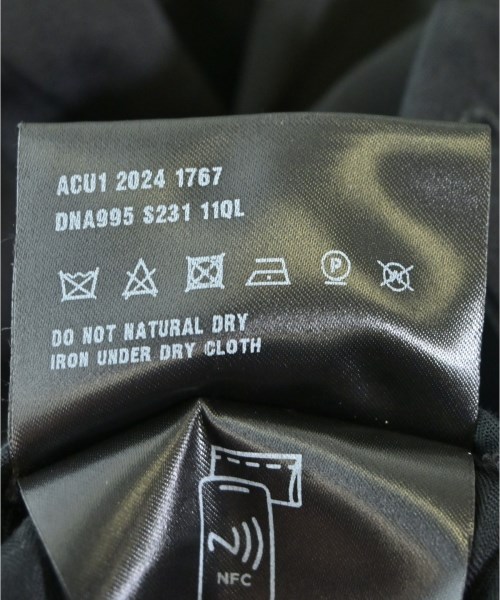 ACU1 2024 1767
DNA995 S231 11QL
P
W
DO NOT NATURAL DRY
IRON UNDER DRY CLOTH
NFC